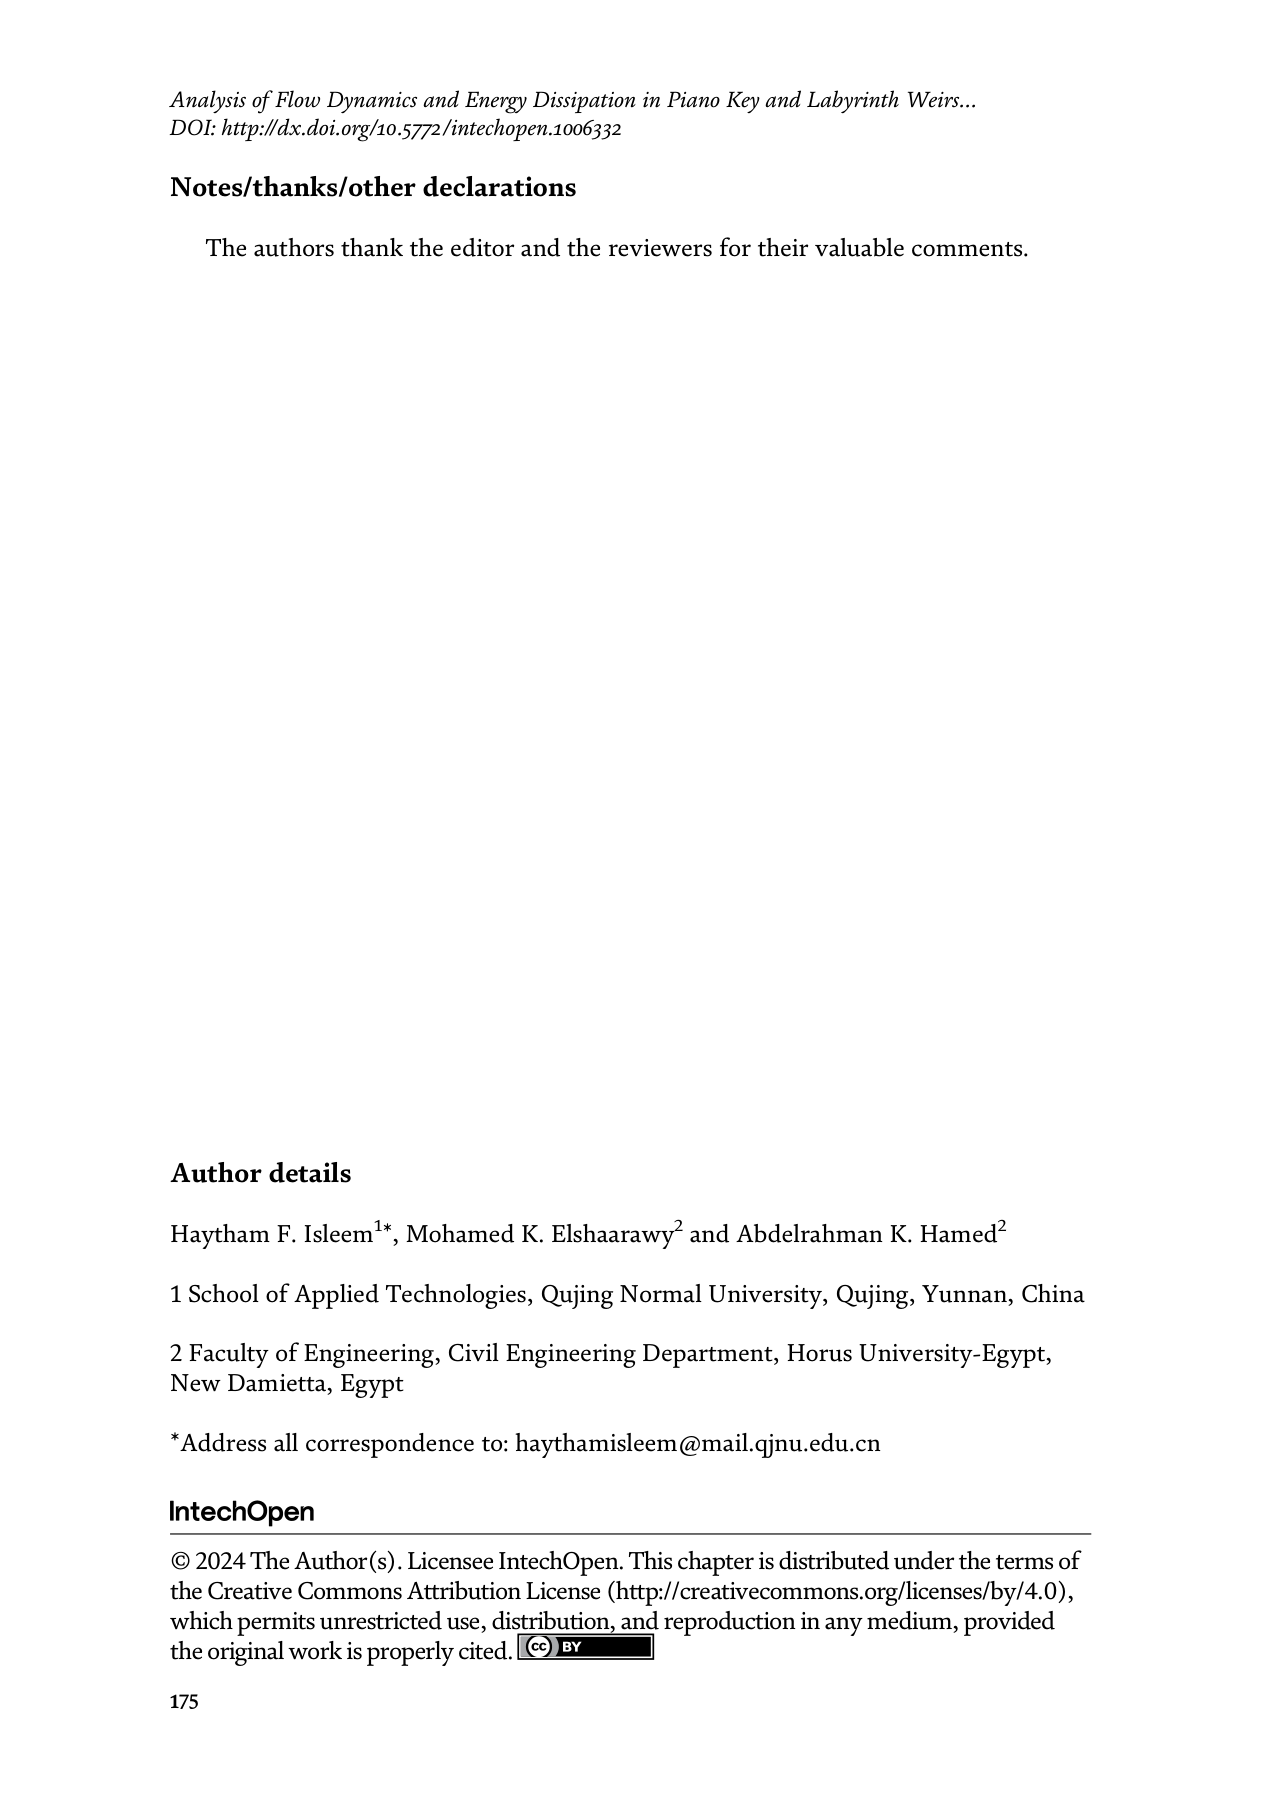 Analysis of Flow Dynamics and Energy Dissipation in Piano Key and Labyrinth Weirs…
DOI: http://dx.doi.org/10.5772/intechopen.1006332
Notes/thanks/other declarations
The authors thank the editor and the reviewers for their valuable comments.
Author details
Haytham F. Isleem1*, Mohamed K. Elshaarawy2 and Abdelrahman K. Hamed2
1 School of Applied Technologies, Qujing Normal University, Qujing, Yunnan, China
2 Faculty of Engineering, Civil Engineering Department, Horus University-Egypt,
New Damietta, Egypt
*Address all correspondence to: haythamisleem@mail.qjnu.edu.cn
IntechOpen
© 2024 The Author(s). Licensee IntechOpen. This chapter is distributed under the terms of
the Creative Commons Attribution License (http://creativecommons.org/licenses/by/4.0),
which permits unrestricted use, distribution, and reproduction in any medium, provided
the original work is properly cited. cc BY
175